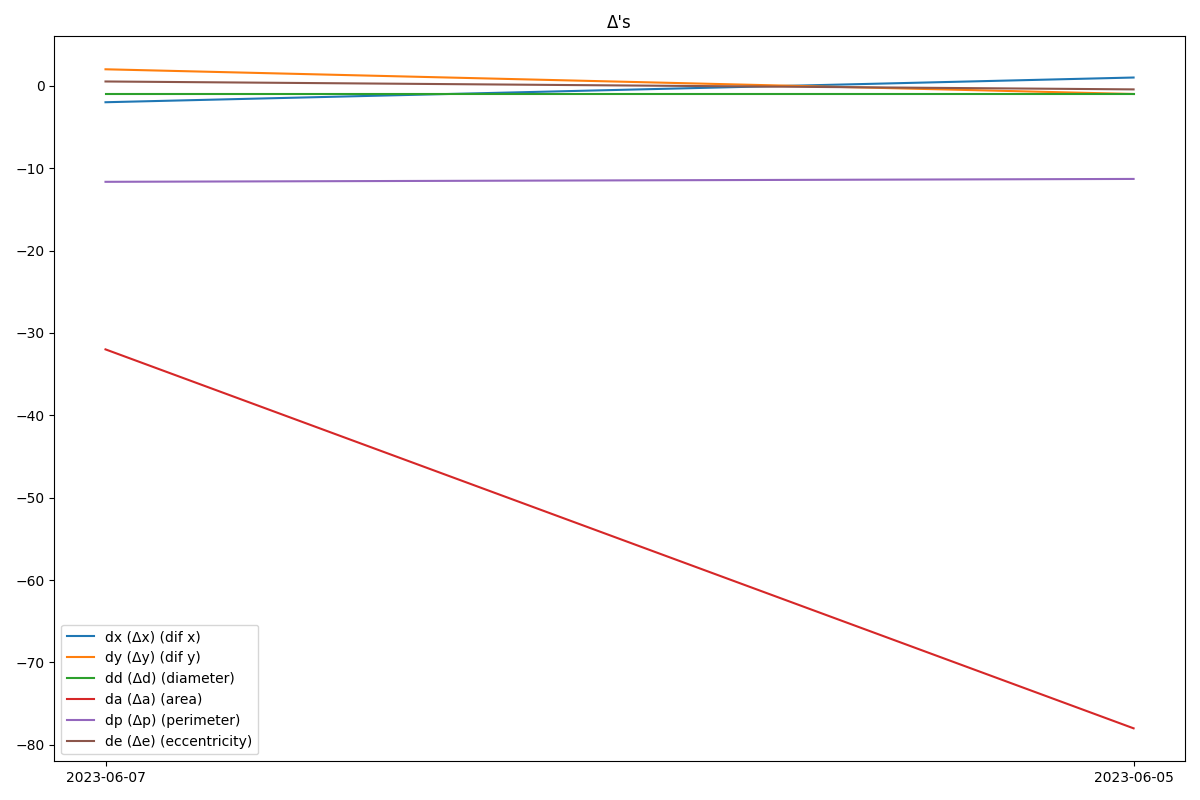 Δ's
0
−10
−20
−30
−40
−50
−60
−70
−80
dx (Δx) (dif x)
dy (Δy) (dif y)
dd (Δd) (diameter)
da (Δa) (area)
dp (Δp) (perimeter)
de (Δe) (eccentricity)
2023-06-07 2023-06-05